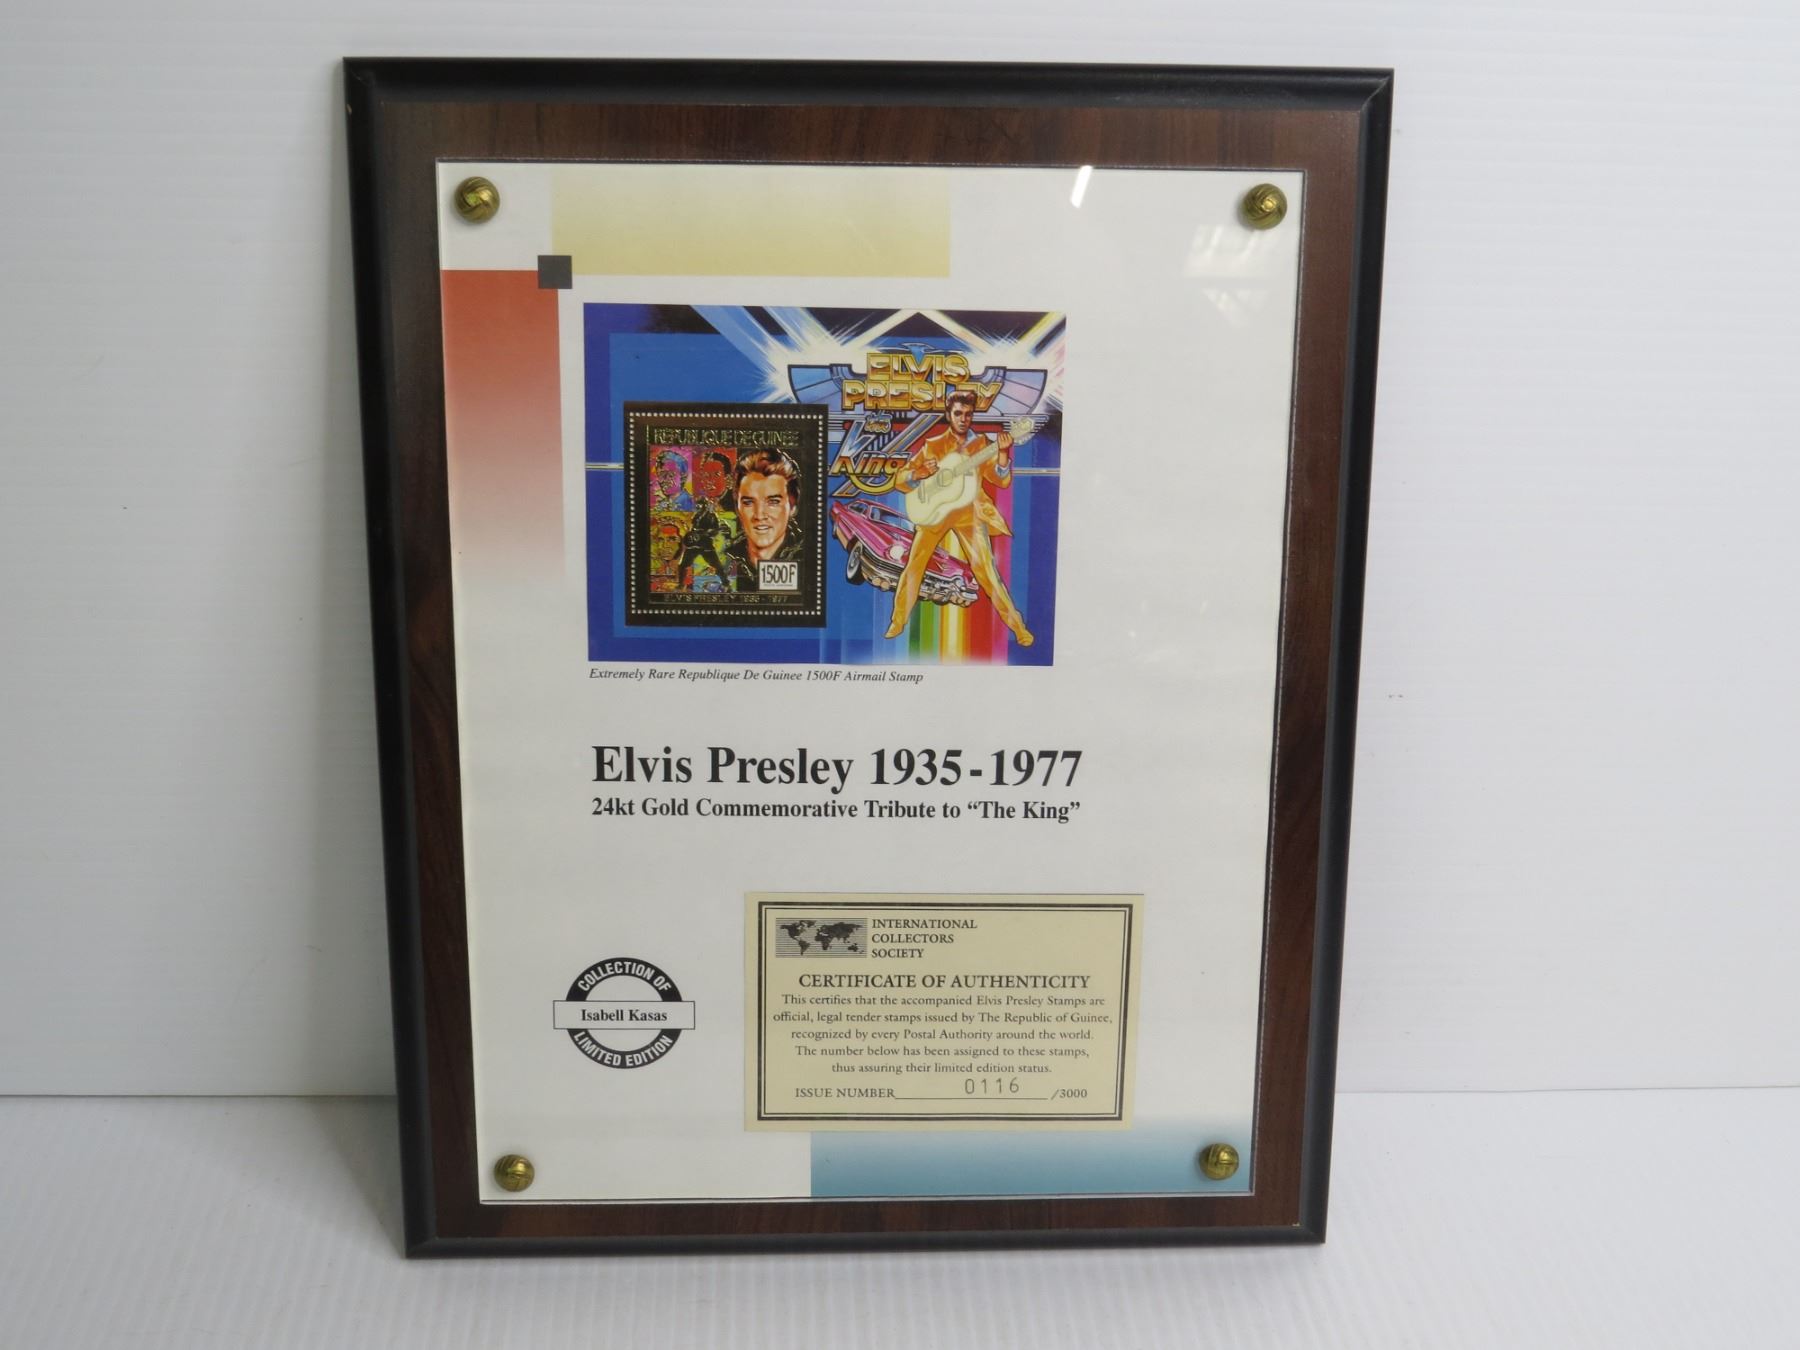 ELVIS
PRESLEY
the
King
REPUBLIQUE DE GUINEE
1500F
ELVIS PRESLEY 1935-1977
Extremely Rare Republique De Guinee 1500F Airmail Stamp
Elvis Presley 1935-1977
24kt Gold Commemorative Tribute to “The King”
COLLECTION OF
Isabell Kasas
LIMITED EDITION
INTERNATIONAL
COLLECTORS
SOCIETY
CERTIFICATE OF AUTHENTICITY
This certifies that the accompanied Elvis Presley Stamps are
official, legal tender stamps issued by The Republic of Guinee,
recognized by every Postal Authority around the world.
The number below has been assigned to these stamps,
thus assuring their limited edition status.
ISSUE NUMBER 0116 /3000